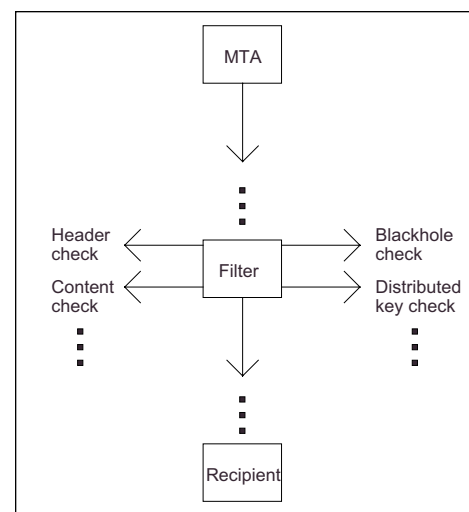 MTA
Header
check
Blackhole
check
Filter
Content
check
Distributed
key check
Recipient